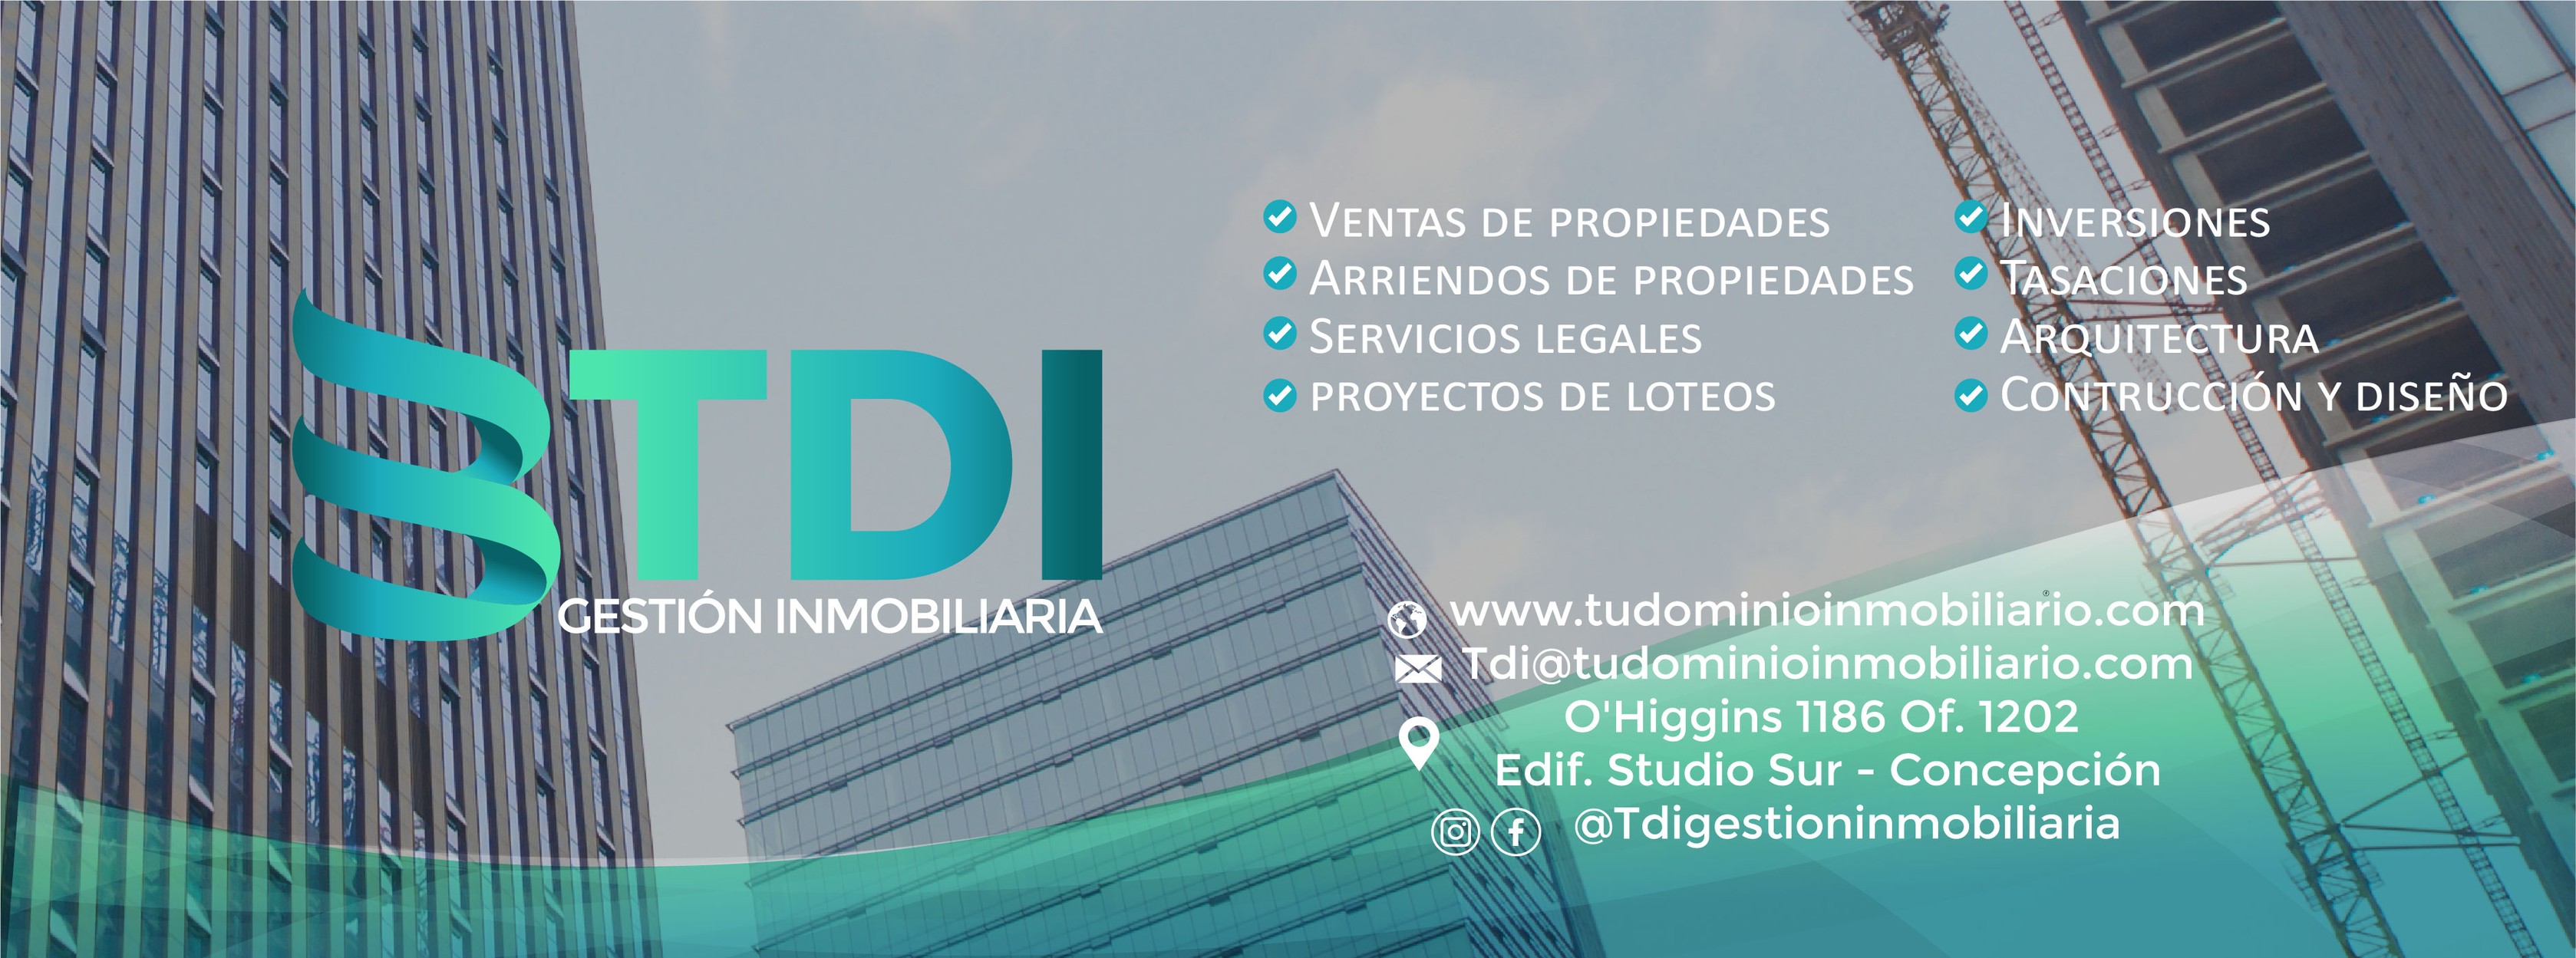 TDI
GESTIÓN INMOBILIARIA
VENTAS DE PROPIEDADES
ARRIENDOS DE PROPIEDADES
SERVICIOS LEGALES
PROYECTOS DE LOTEOS
INVERSIONES
TASACIONES
ARQUITECTURA
CONTRUCCIÓN Y DISEÑO
®
www.tudominioinmobiliario.com
Tdi@tudominioinmobiliario.com
O'Higgins 1186 Of. 1202
Edif. Studio Sur - Concepción
@Tdigestioninmobiliaria